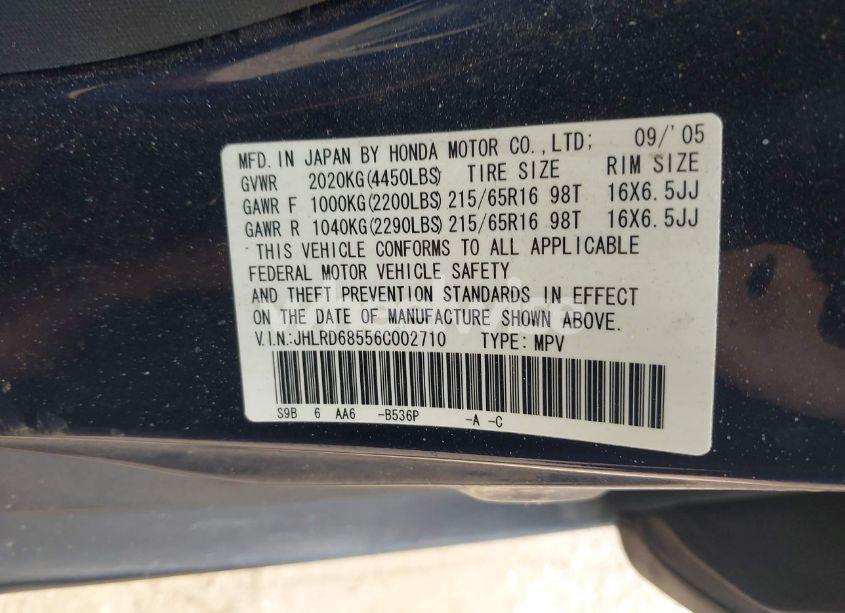 MFD. IN JAPAN BY HONDA MOTOR CO.,LTD; 09/'05
GVWR 2020KG(4450LBS) TIRE SIZE RIM SIZE
GAWR F 1000KG(2200LBS) 215/65R16 98T 16X6.5JJ
GAWR R 1040KG(2290LBS) 215/65R16 98T 16X6.5JJ
THIS VEHICLE CONFORMS TO ALL APPLICABLE
FEDERAL MOTOR VEHICLE SAFETY
AND THEFT PREVENTION STANDARDS IN EFFECT
ON THE DATE OF MANUFACTURE SHOWN ABOVE.
V.I.N:JHLRD68556C002710 TYPE:MPV
S9B 6 AA6 -B536P -A -C